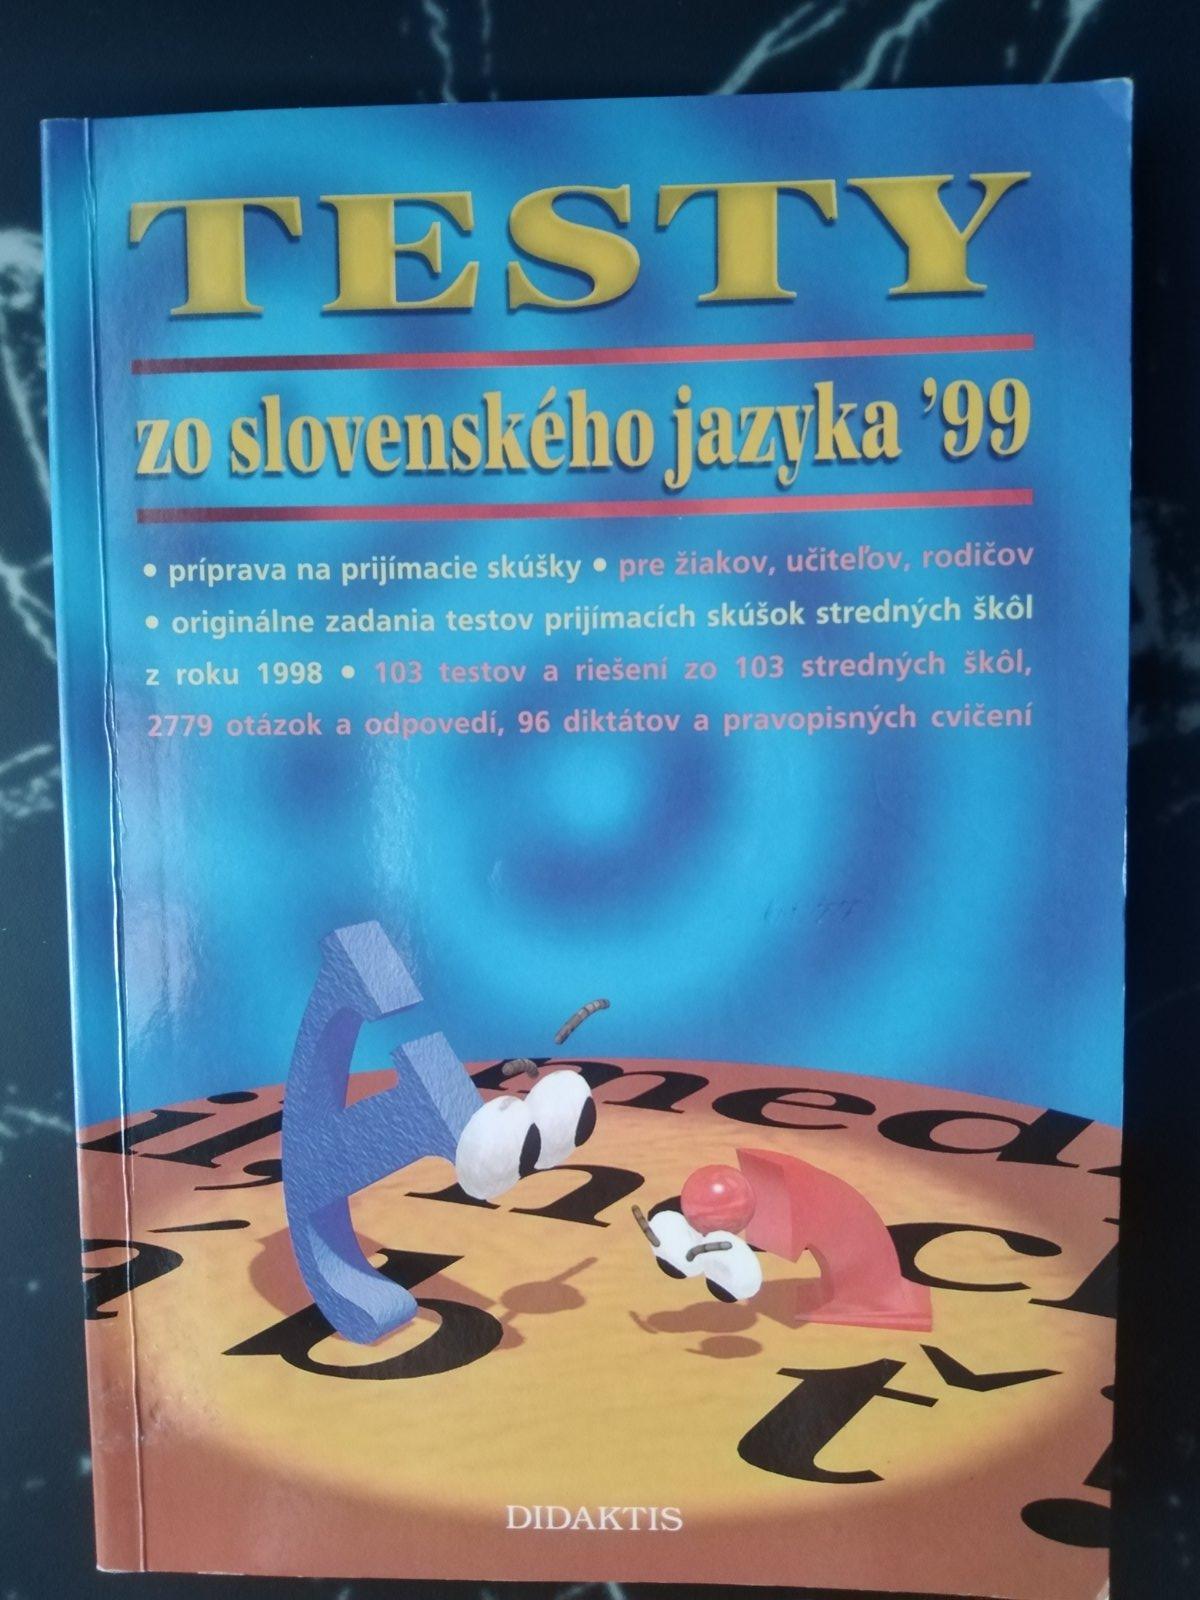 TESTY
zo slovenského jazyka '99
• príprava na prijímacie skúšky • pre žiakov, učiteľov, rodičov
• originálne zadania testov prijímacích skúšok stredných škôl
z roku 1998 • 103 testov a riešení zo 103 stredných škôl,
2779 otázok a odpovedí, 96 diktátov a pravopisných cvičení
DIDAKTIS